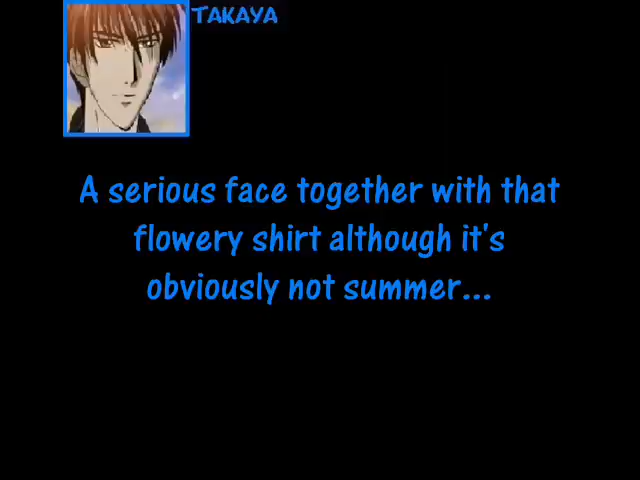 TAKAYA
A serious face together with that
flowery shirt although it's
obviously not summer...